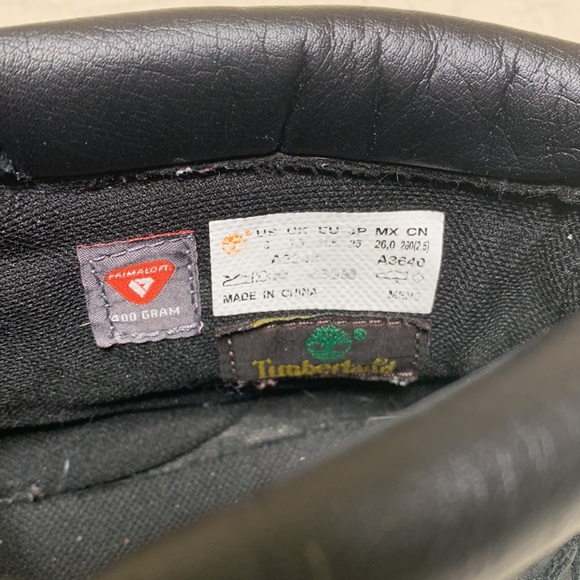 PRIMALOFT
400 GRAM
US UK EU JP MX CN
26,0 260(2.5)
A3640
MADE IN CHINA MENS
Timberland